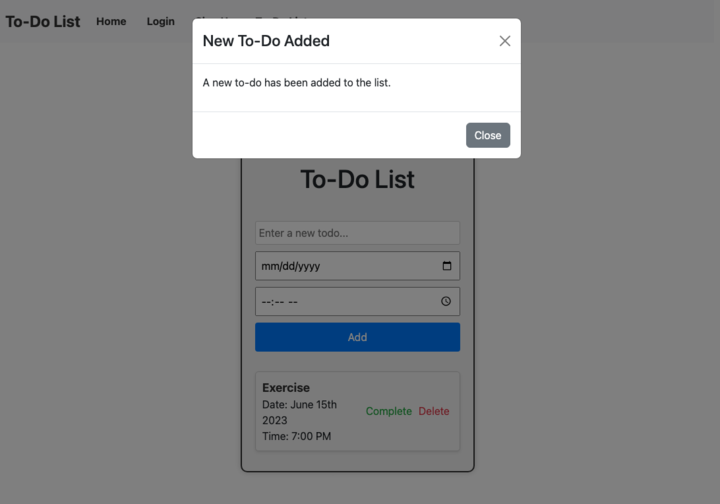 To-Do List Home Login
New To-Do Added
A new to-do has been added to the list.
Close
To-Do List
Enter a new todo...
mm/dd/yyyy
--:-- --
Add
Exercise
Date: June 15th
2023
Time: 7:00 PM
Complete Delete